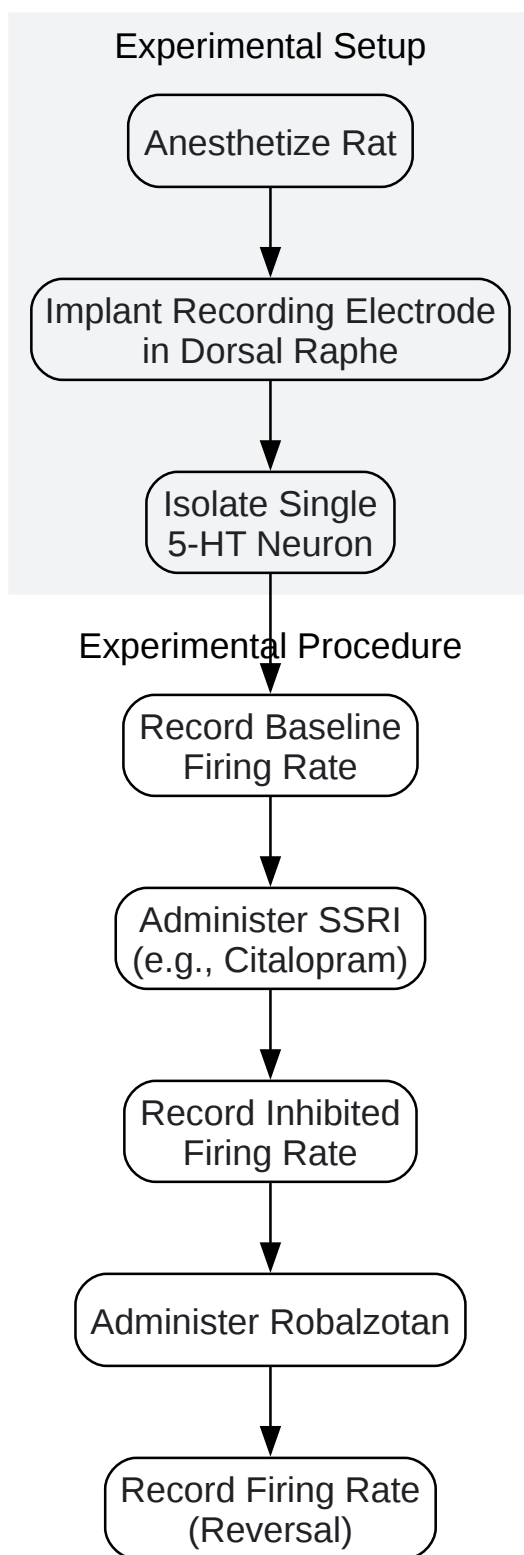 Experimental Setup
Anesthetize Rat
Implant Recording Electrode
in Dorsal Raphe
Isolate Single
5-HT Neuron
Experimental Procedure
Record Baseline
Firing Rate
Administer SSRI
(e.g., Citalopram)
Record Inhibited
Firing Rate
Administer Robalzotan
Record Firing Rate
(Reversal)